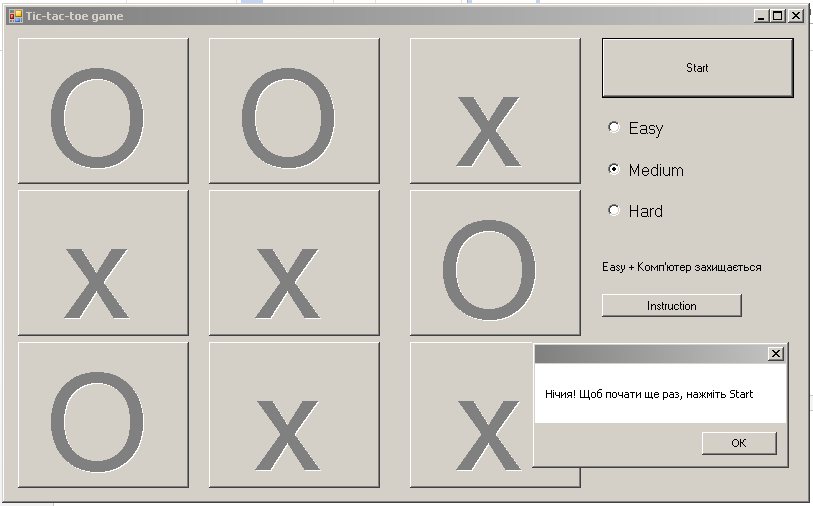 Tic-tac-toe game
O O x
x x O
O x x
Start
Easy
Medium
Hard
Easy + Комп'ютер захищається
Instruction
Нічия! Щоб почати ще раз, нажміть Start
OK